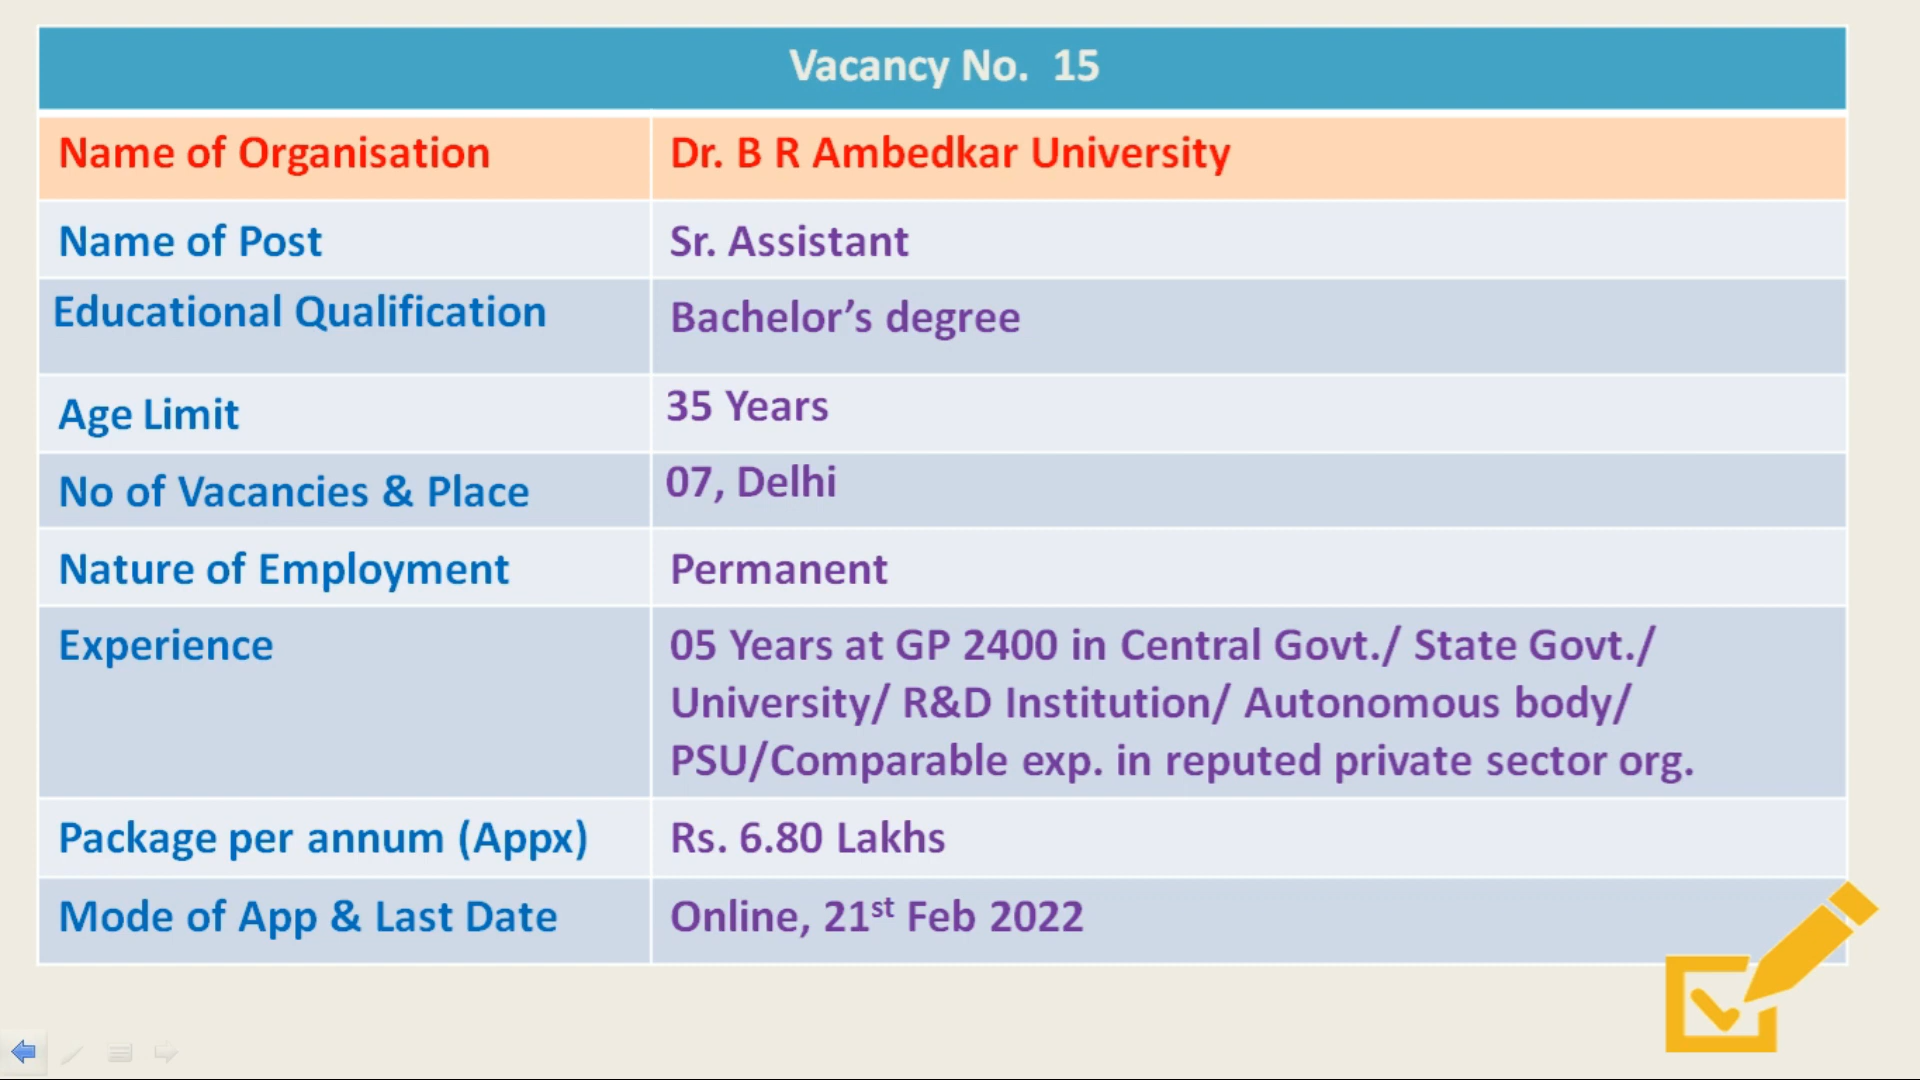 Vacancy No. 15
Name of Organisation
Dr. B R Ambedkar University
Name of Post
Sr. Assistant
Educational Qualification
Bachelor’s degree
Age Limit
35 Years
No of Vacancies & Place
07, Delhi
Nature of Employment
Permanent
Experience
05 Years at GP 2400 in Central Govt./ State Govt./
University/ R&D Institution/ Autonomous body/
PSU/Comparable exp. in reputed private sector org.
Package per annum (Appx)
Rs. 6.80 Lakhs
Mode of App & Last Date
Online, 21st Feb 2022